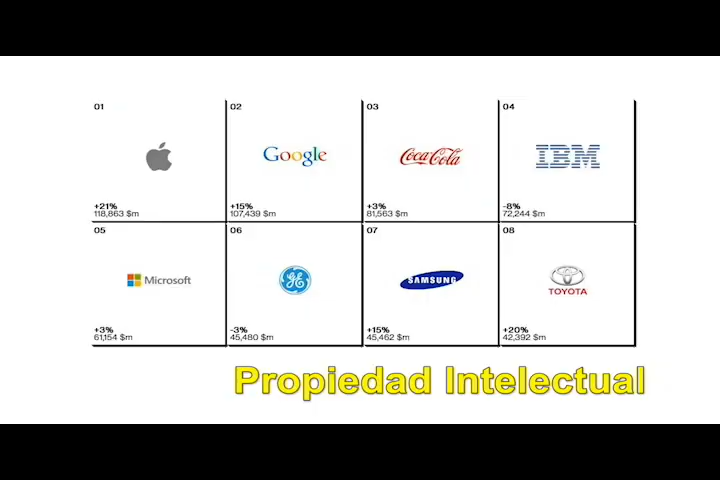 01
02
03
04
Google
Coca-Cola
IBM
+21%
+15%
+3%
-8%
118,863 $m
107,439 $m
81,563 $m
72,244 $m
05
06
07
08
Microsoft
GE
SAMSUNG
TOYOTA
+3%
-3%
+15%
+20%
61,154 $m
45,480 $m
45,462 $m
42,392 $m
Propiedad Intelectual